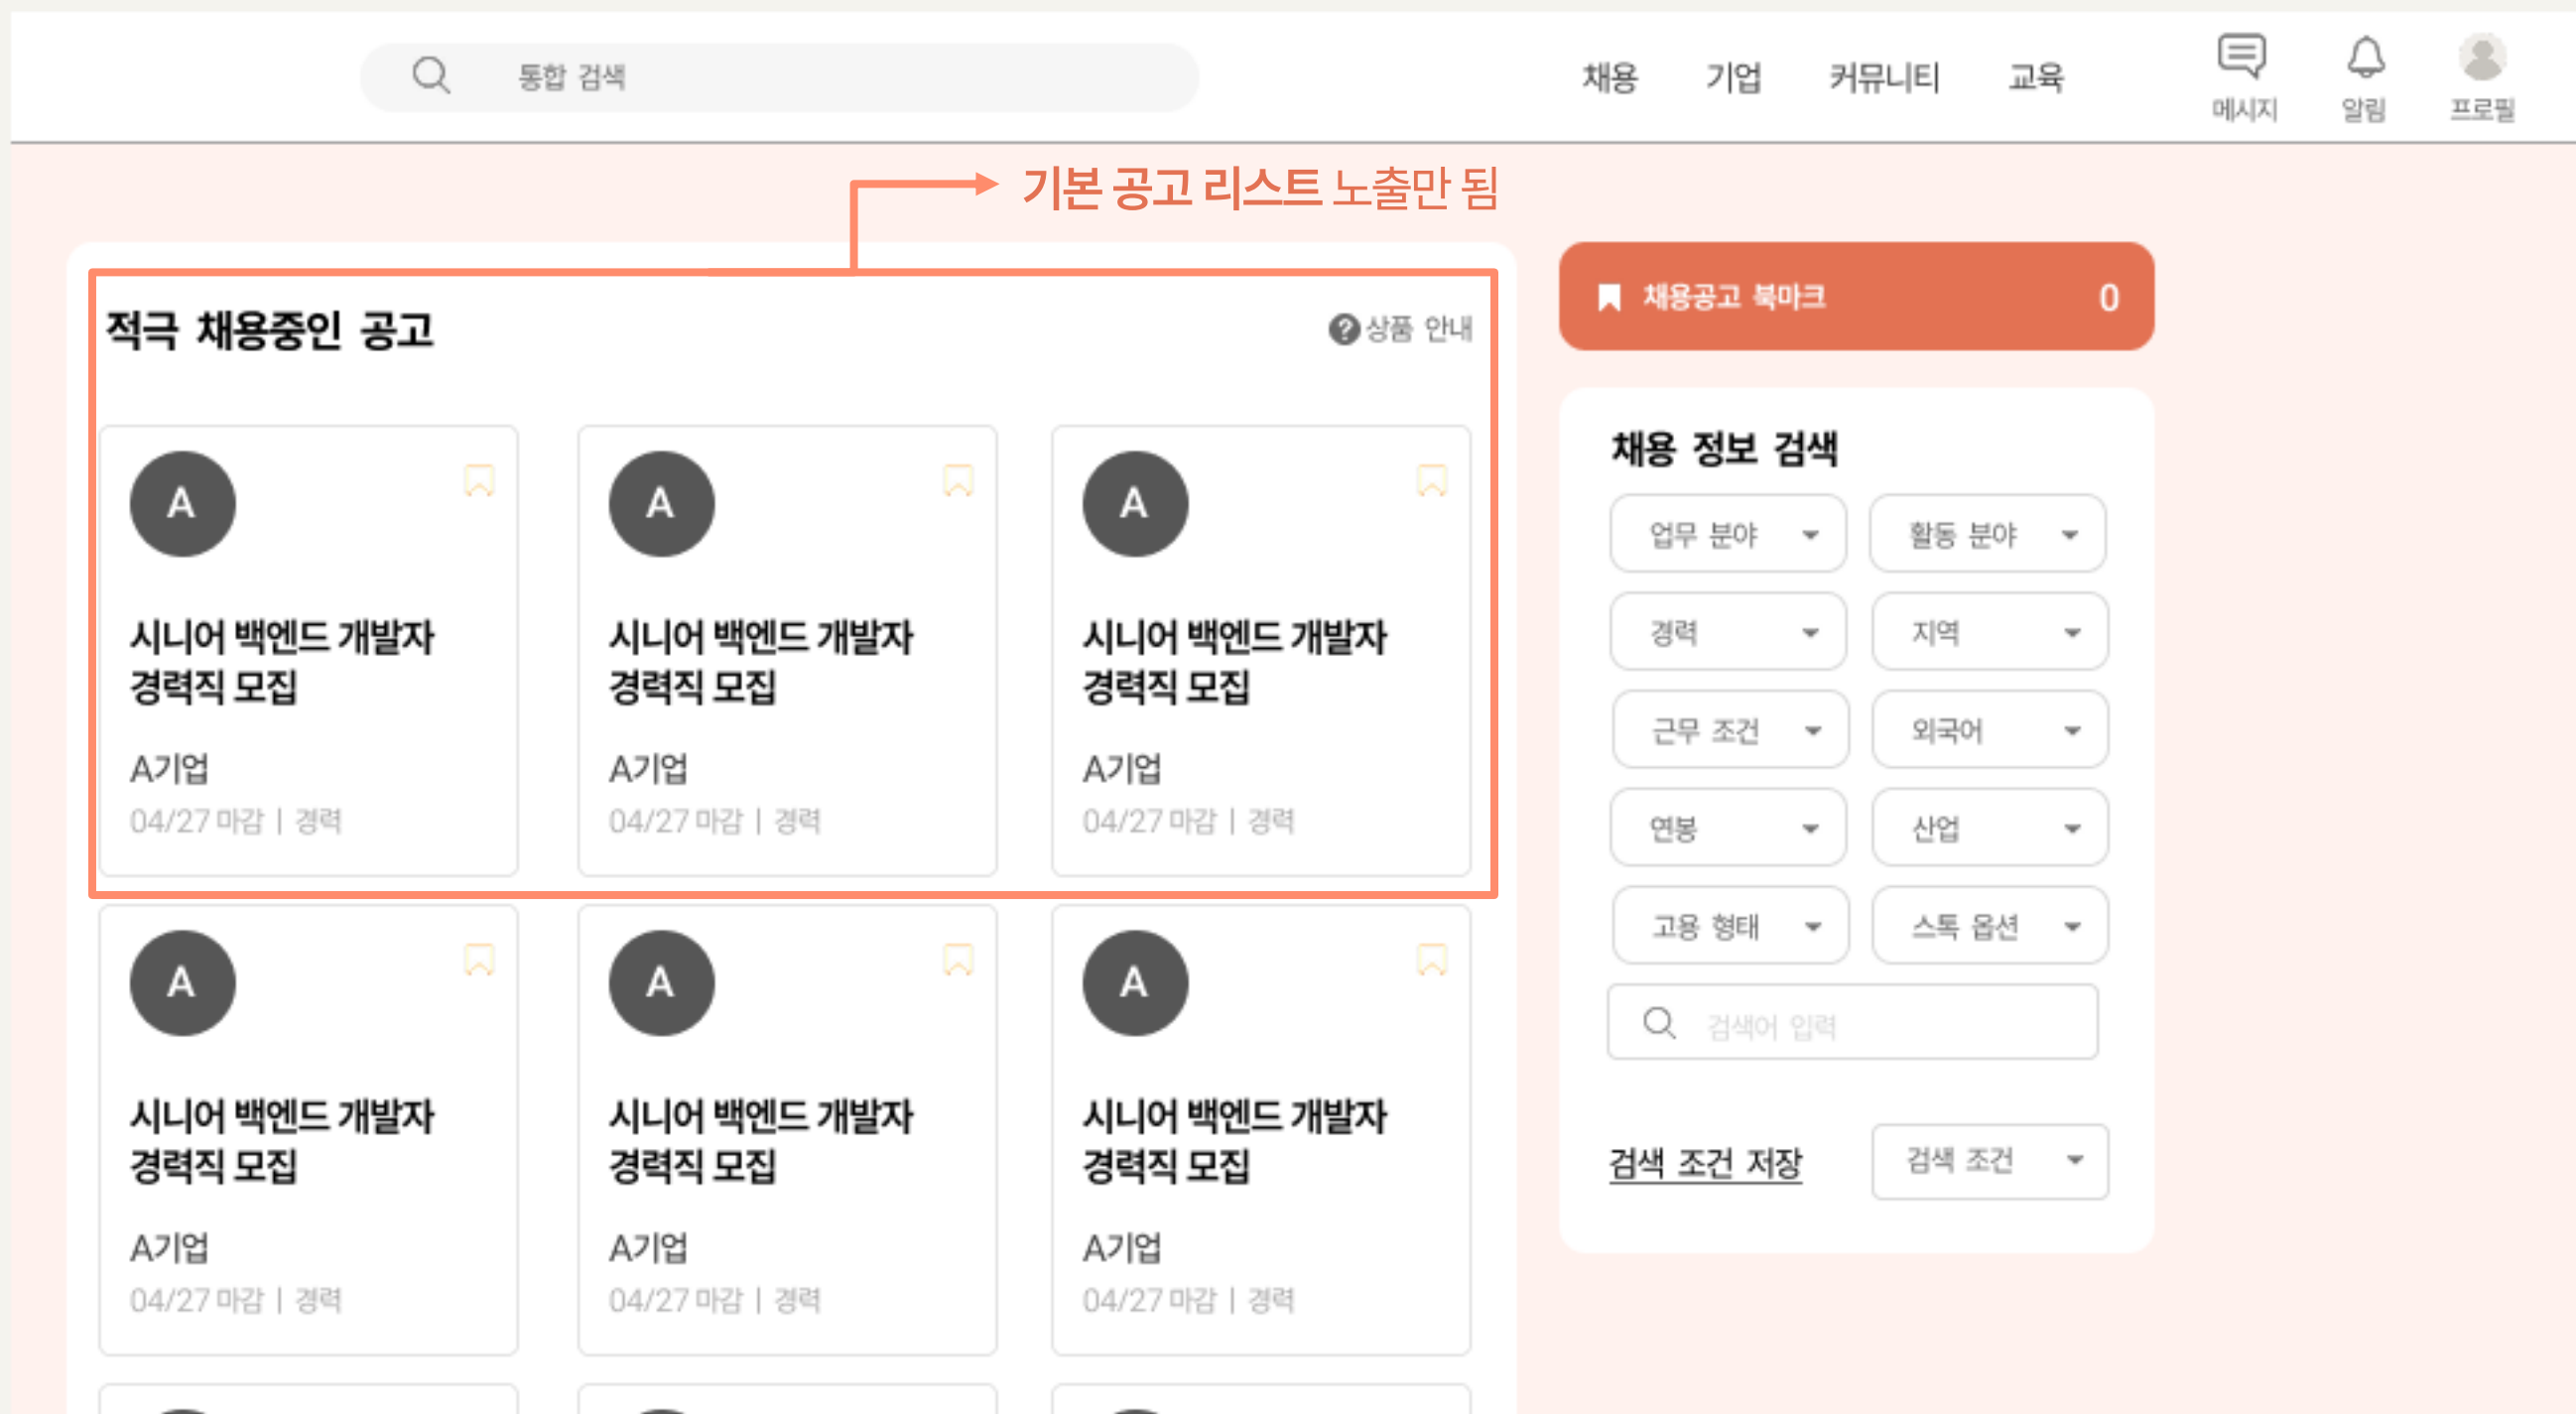 통합 검색
채용
기업
커뮤니티
교육
메시지
알림
프로필
기본 공고 리스트 노출만 됨
적극 채용중인 공고
? 상품 안내
A
시니어 백엔드 개발자
경력직 모집
A기업
04/27 마감 | 경력
A
시니어 백엔드 개발자
경력직 모집
A기업
04/27 마감 | 경력
A
시니어 백엔드 개발자
경력직 모집
A기업
04/27 마감 | 경력
A
시니어 백엔드 개발자
경력직 모집
A기업
04/27 마감 | 경력
A
시니어 백엔드 개발자
경력직 모집
A기업
04/27 마감 | 경력
A
시니어 백엔드 개발자
경력직 모집
A기업
04/27 마감 | 경력
채용공고 북마크 0
채용 정보 검색
업무 분야
활동 분야
경력
지역
근무 조건
외국어
연봉
산업
고용 형태
스톡 옵션
검색어 입력
검색 조건 저장
검색 조건